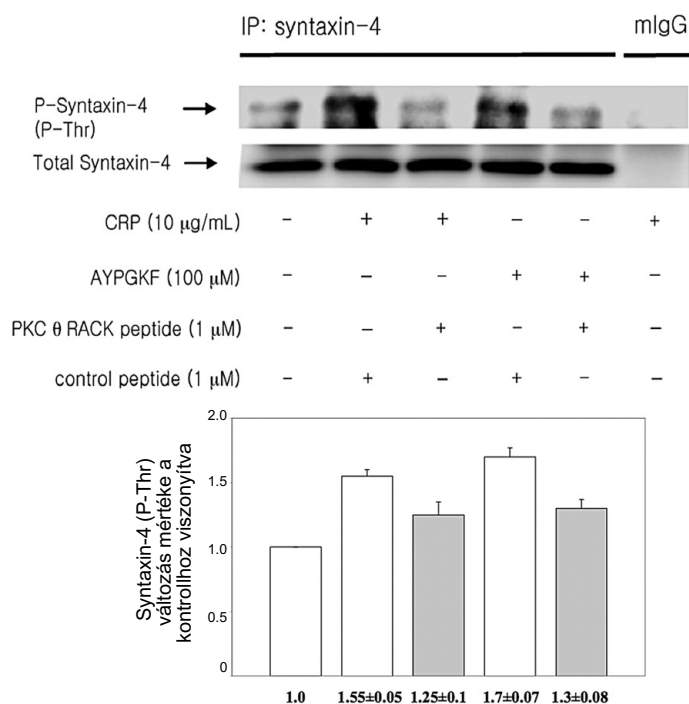 IP: syntaxin-4 mIgG
P-Syntaxin-4
(P-Thr)
Total Syntaxin-4
CRP (10 μg/mL) – + + – – +
AYPGKF (100 μM) – – – + + –
PKC θ RACK peptide (1 μM) – – + – + –
control peptide (1 μM) – + – + – –
Syntaxin-4 (P-Thr)
változás mértéke a
kontrollhoz viszonyítva
2.0
1.5
1.0
0.5
0
1.0 1.55±0.05 1.25±0.1 1.7±0.07 1.3±0.08